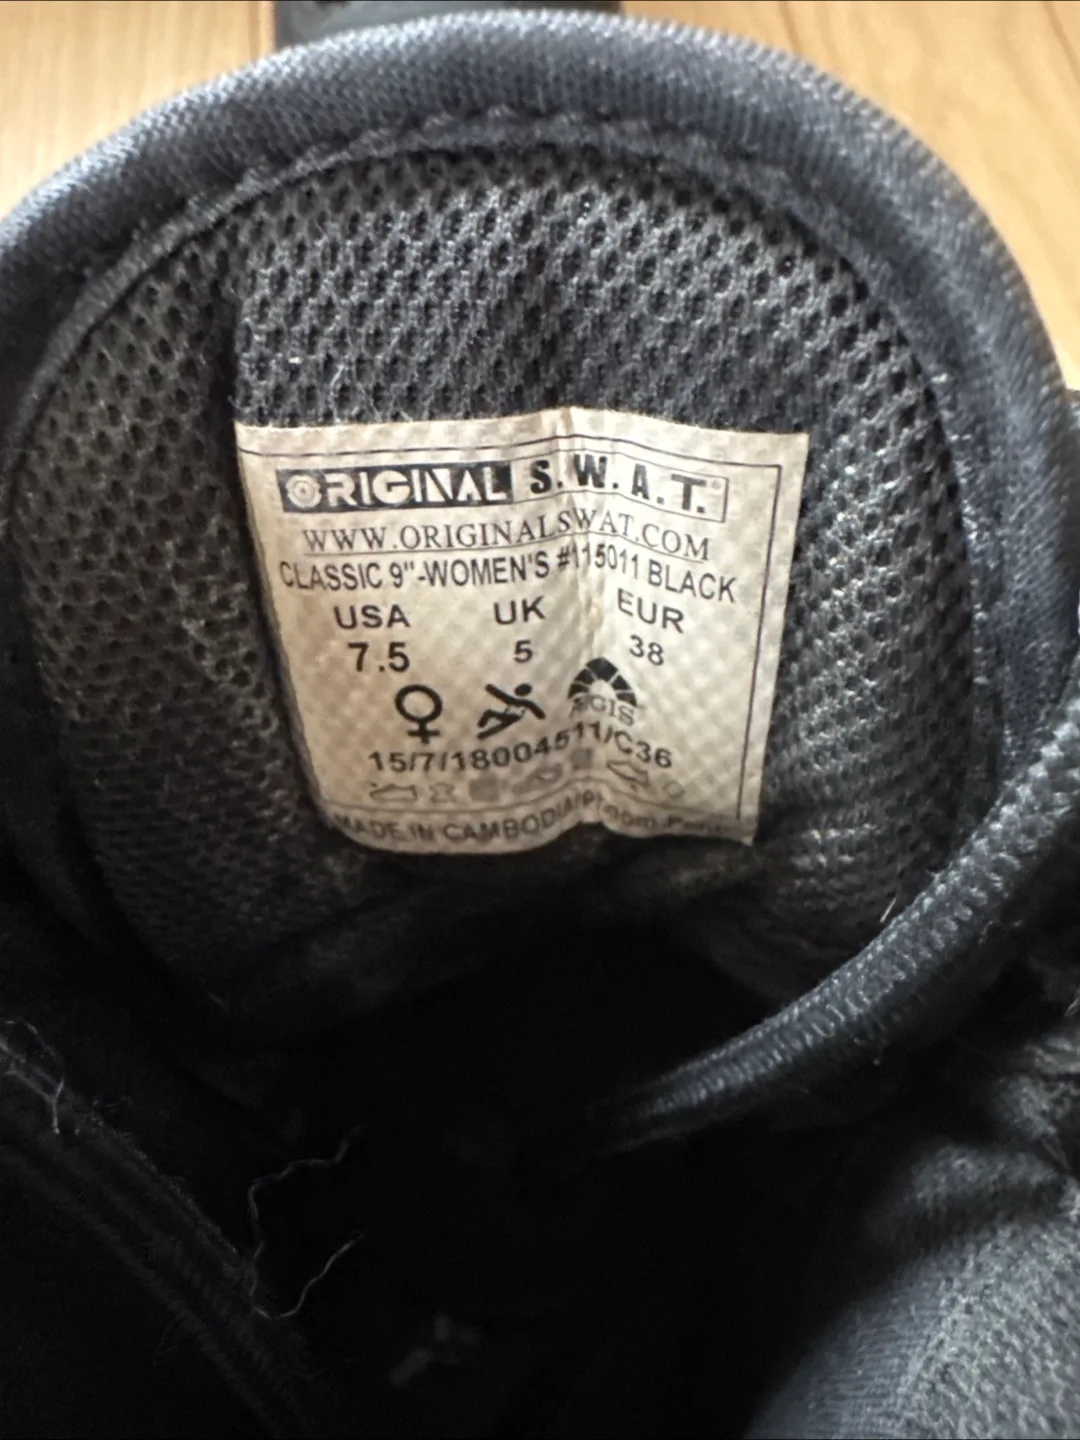 ORIGINAL S.W.A.T.®
WWW.ORIGINALSWAT.COM
CLASSIC 9"-WOMEN'S #115011 BLACK
USA UK EUR
7.5 5 38
15/7/18004511/C36
MADE IN CAMBODIA